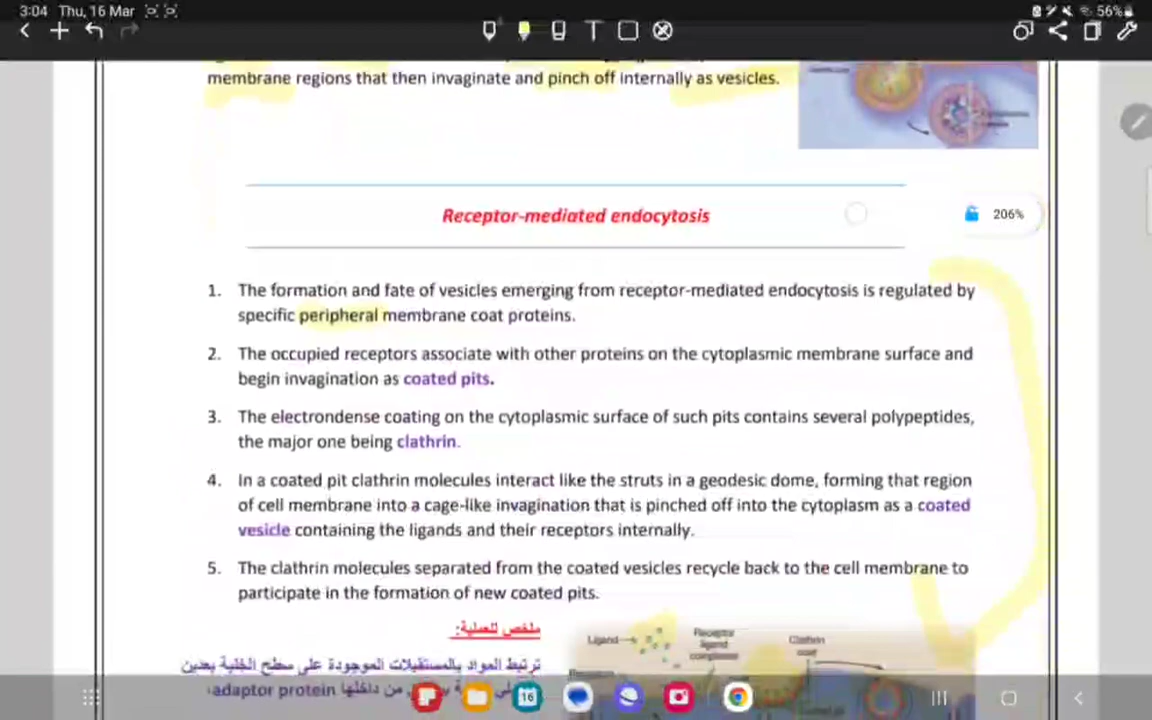 3:04 Thu, 16 Mar
56%
membrane regions that then invaginate and pinch off internally as vesicles.
Receptor-mediated endocytosis
206%
1. The formation and fate of vesicles emerging from receptor-mediated endocytosis is regulated by
specific peripheral membrane coat proteins.
2. The occupied receptors associate with other proteins on the cytoplasmic membrane surface and
begin invagination as coated pits.
3. The electrondense coating on the cytoplasmic surface of such pits contains several polypeptides,
the major one being clathrin.
4. In a coated pit clathrin molecules interact like the struts in a geodesic dome, forming that region
of cell membrane into a cage-like invagination that is pinched off into the cytoplasm as a coated
vesicle containing the ligands and their receptors internally.
5. The clathrin molecules separated from the coated vesicles recycle back to the cell membrane to
participate in the formation of new coated pits.
ملخص للعملية:
Ligand
Receptor
ligand
complexes
Clathrin
coat
ترتبط المواد بالمستقبلات الموجودة على سطح الخلية بعدين
من داخلها adaptor protein،
16